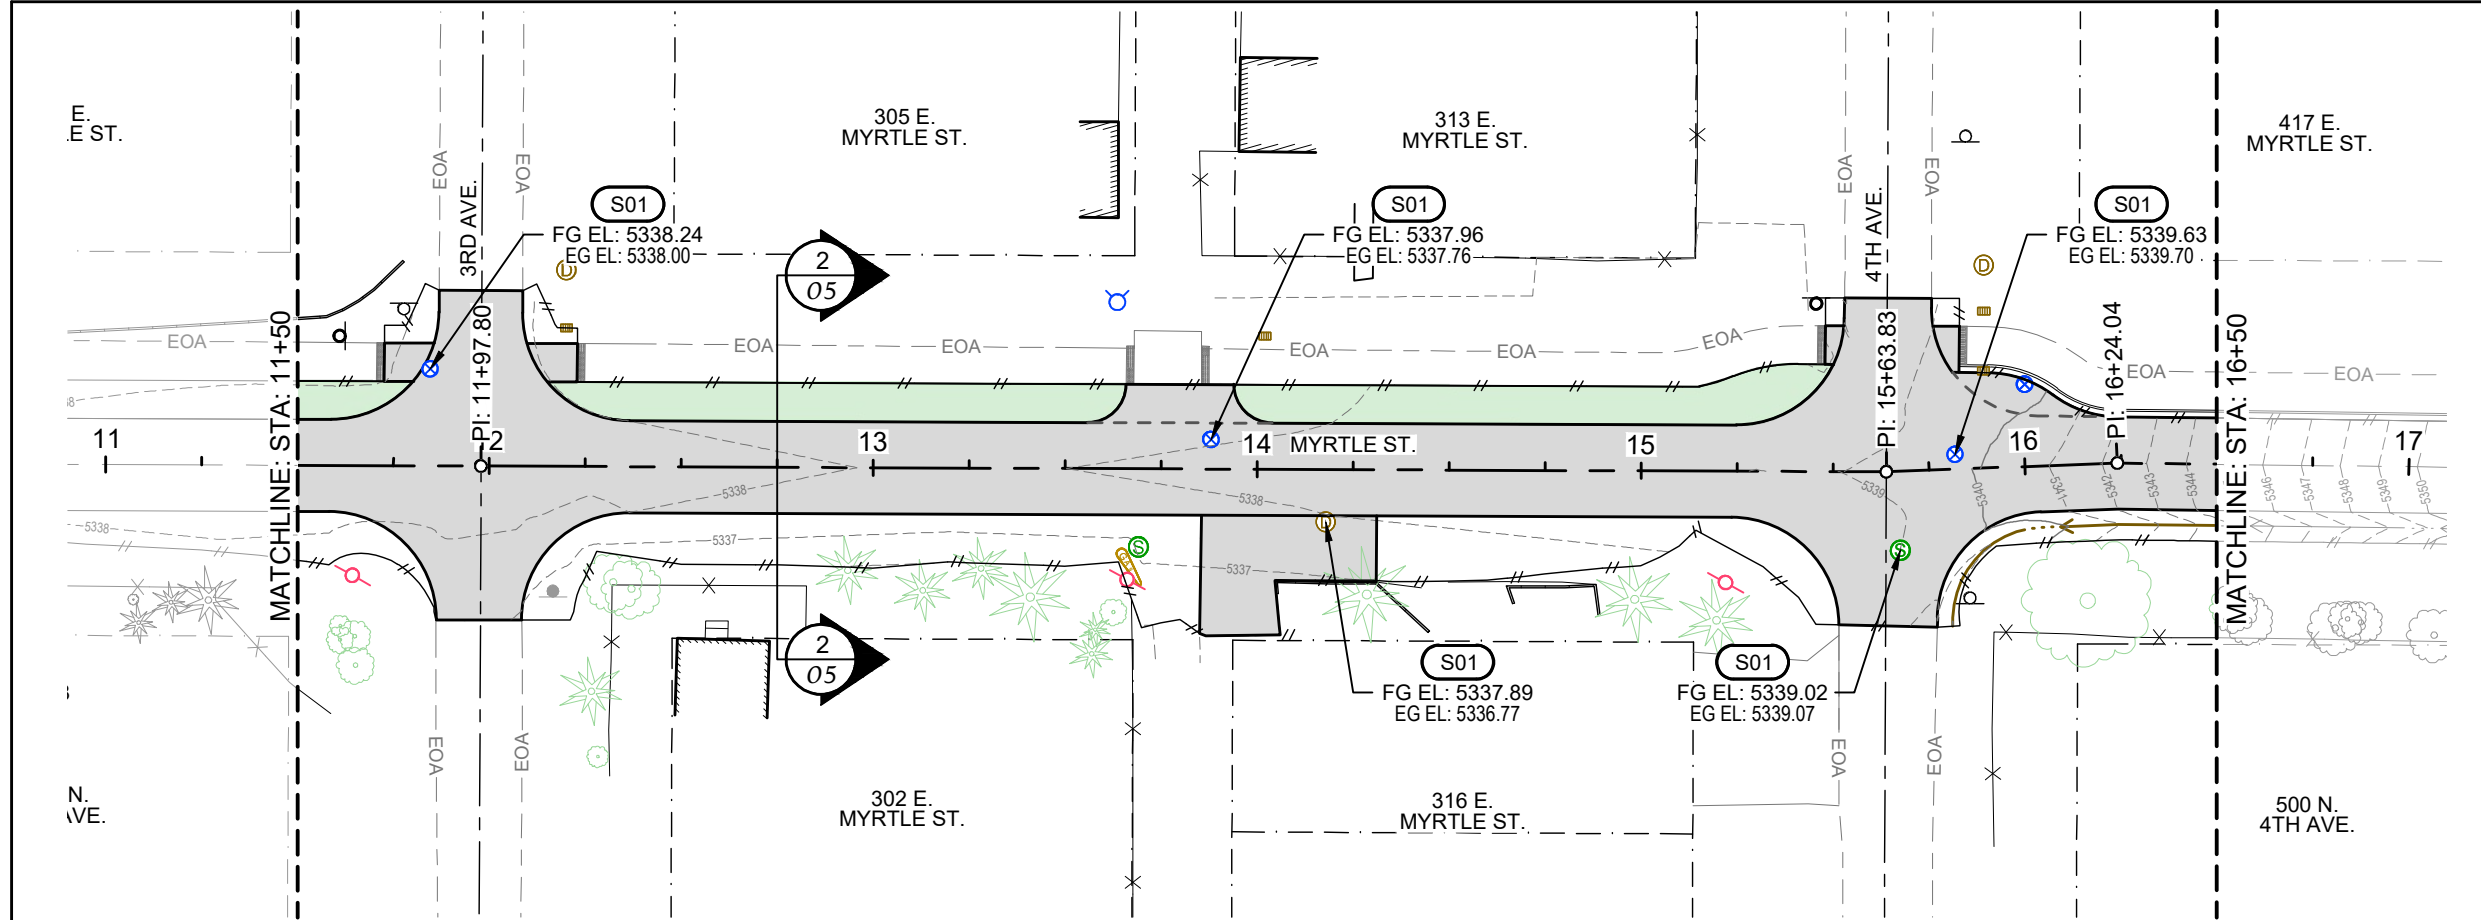 E.
E ST.
305 E.
MYRTLE ST.
313 E.
MYRTLE ST.
417 E.
MYRTLE ST.
EOA
EOA
3RD AVE.
EOA
EOA
4TH AVE.
S01
FG EL: 5338.24
EG EL: 5338.00
D
2
05
S01
FG EL: 5337.96
EG EL: 5337.76
S01
FG EL: 5339.63
EG EL: 5339.70
D
MATCHLINE: STA: 11+50
PI: 11+97.80
PI: 15+63.83
PI: 16+24.04
MATCHLINE: STA: 16+50
EOA
EOA
EOA
EOA
EOA
EOA
EOA
EOA
11
12
13
14
MYRTLE ST.
15
16
17
5338
5338
5338
5339
5340
5341
5342
5343
5344
5346
5347
5348
5349
5350
5337
5337
D
S
S
2
05
S01
FG EL: 5337.89
EG EL: 5336.77
S01
FG EL: 5339.02
EG EL: 5339.07
EOA
EOA
EOA
EOA
N.
AVE.
302 E.
MYRTLE ST.
316 E.
MYRTLE ST.
500 N.
4TH AVE.